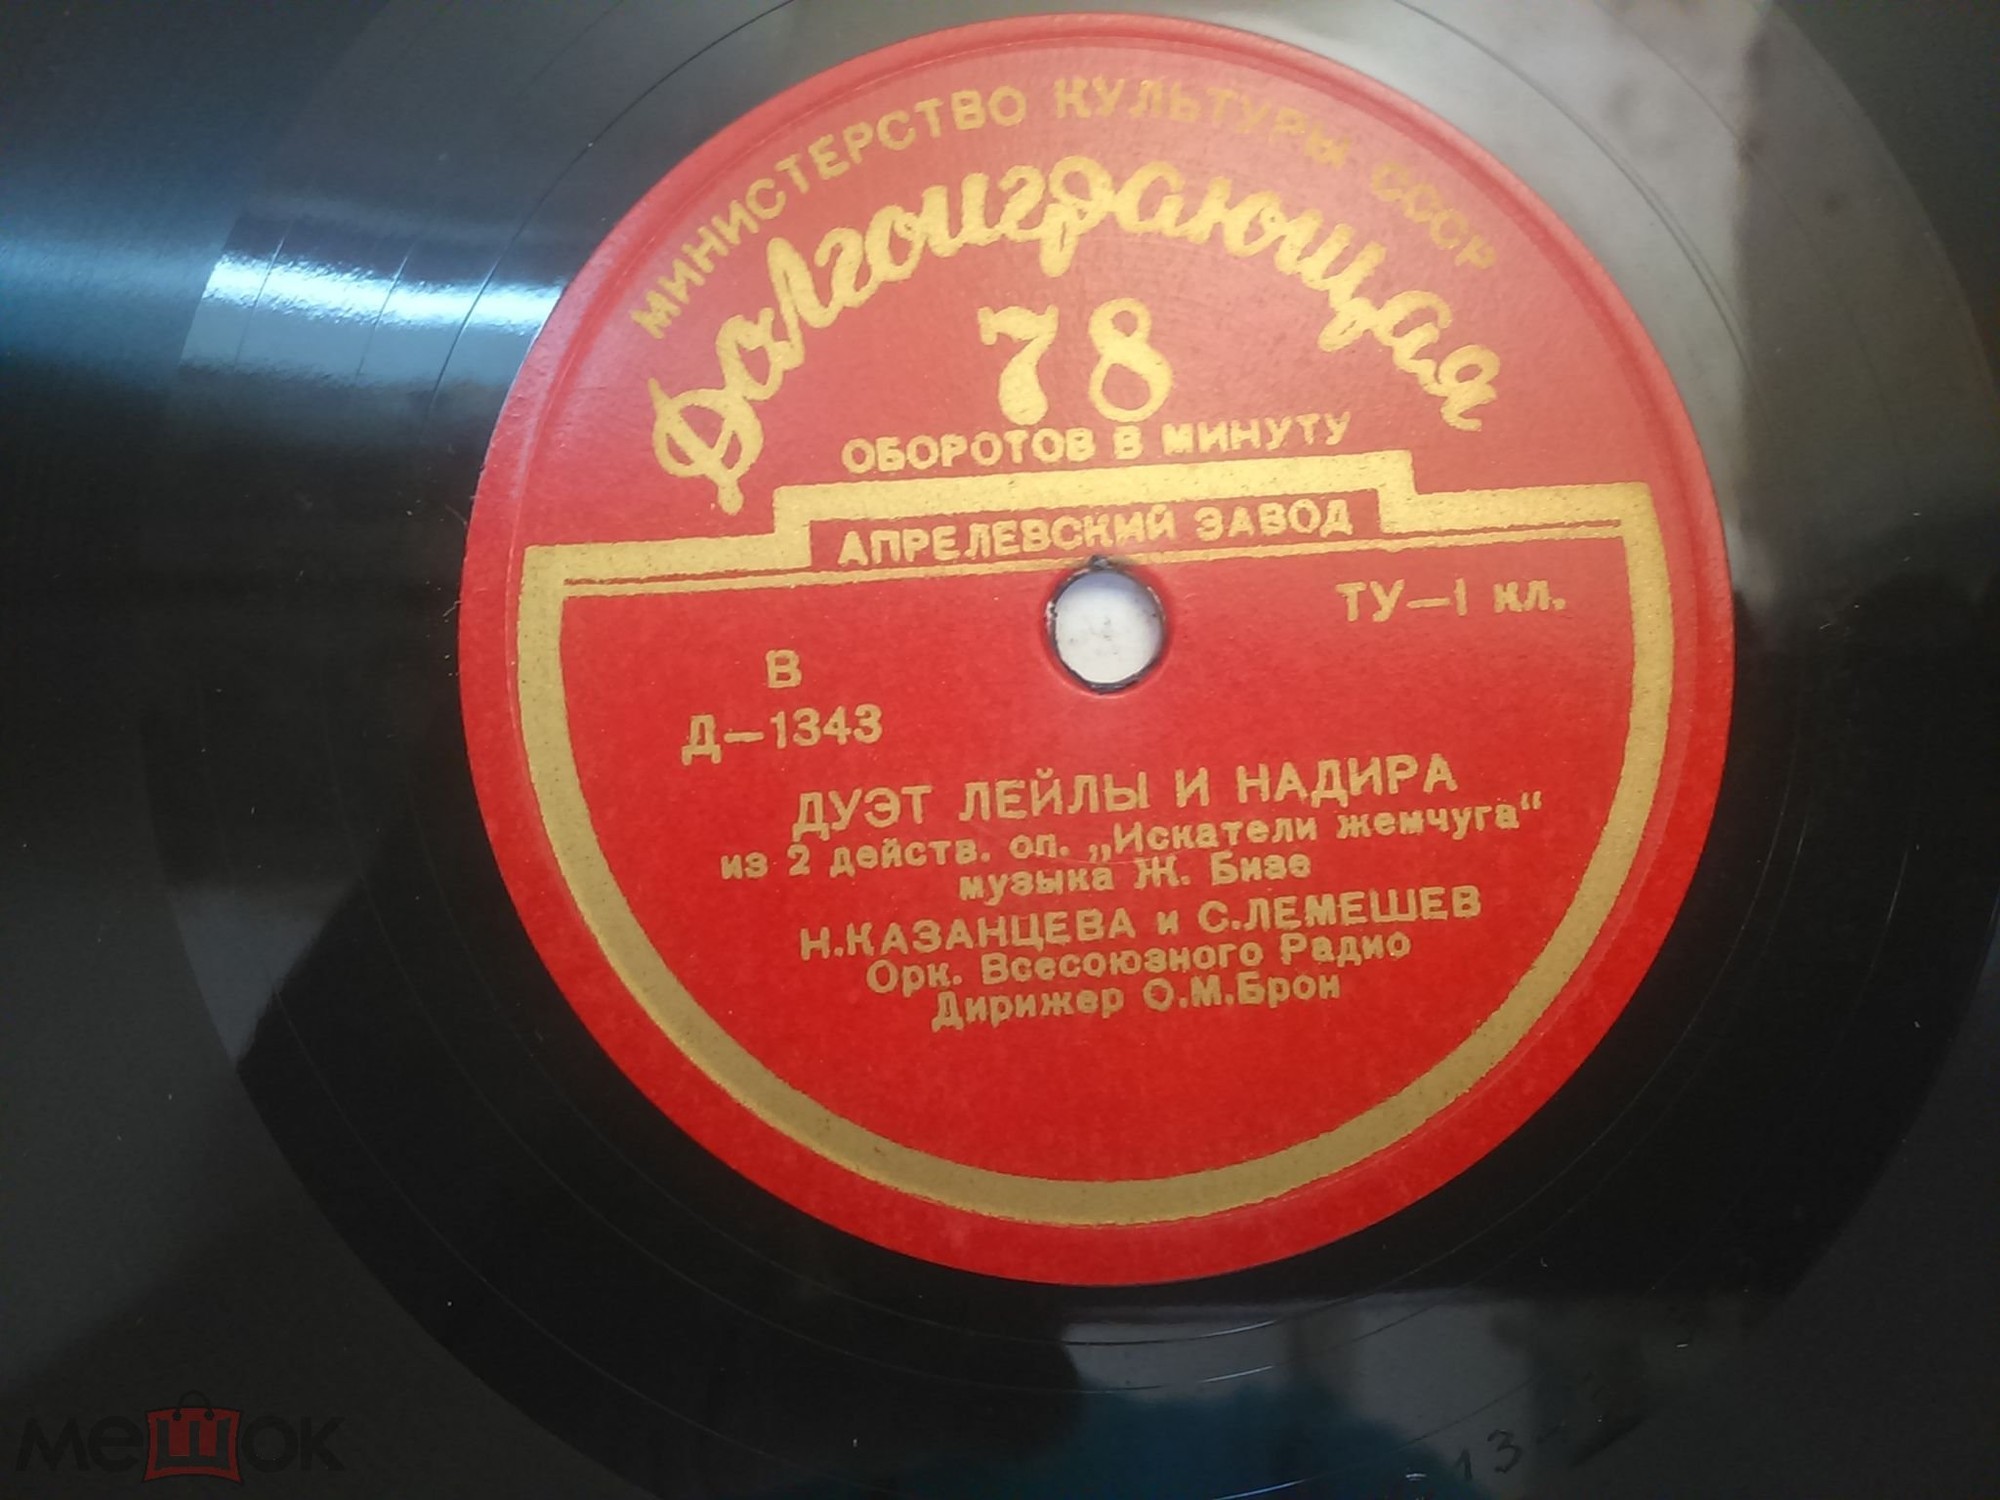 МИНИСТЕРСТВО КУЛЬТУРЫ СССР
Долгоиграющая
78
ОБОРОТОВ В МИНУТУ
АПРЕЛЕВСКИЙ ЗАВОД
ТУ—I кл.
В
Д—1343
ДУЭТ ЛЕЙЛЫ И НАДИРА
из 2 действ. оп. „Искатели жемчуга“
музыка Ж. Бизе
Н.КАЗАНЦЕВА и С.ЛЕМЕШЕВ
Орк. Всесоюзного Радио
Дирижер О.М.Брон
мешок